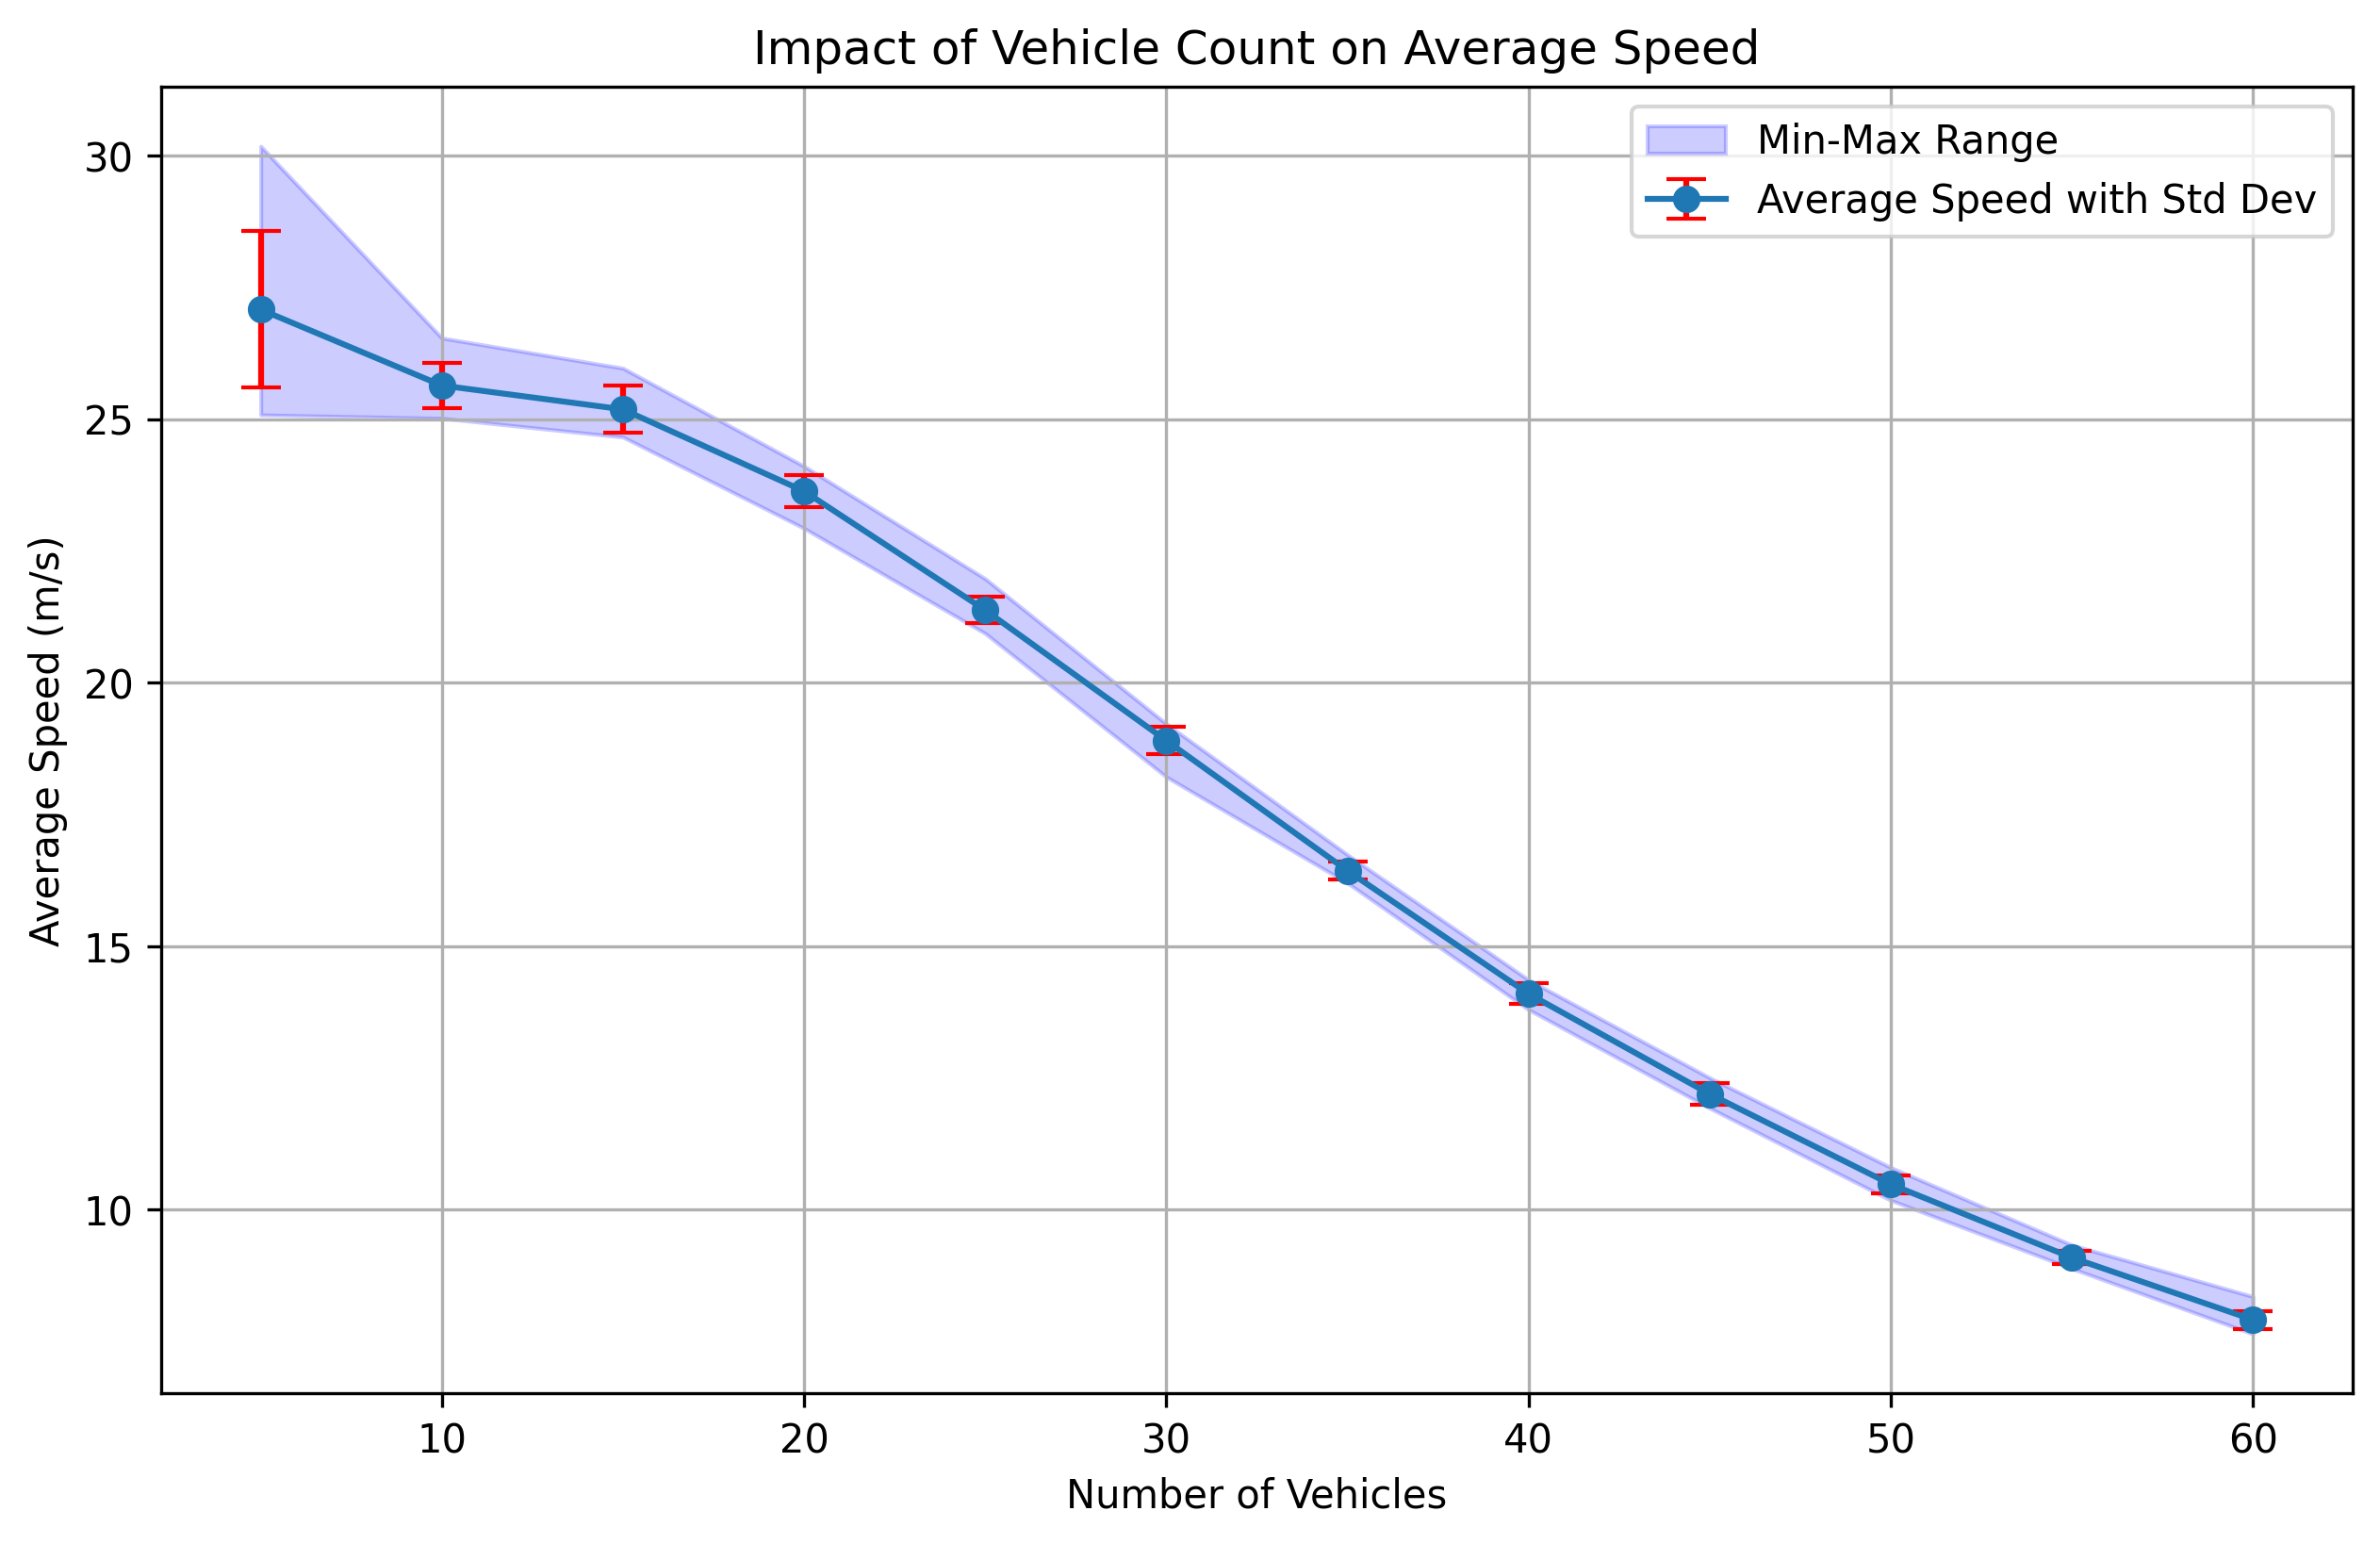 Impact of Vehicle Count on Average Speed
Min-Max Range
Average Speed with Std Dev
30
25
20
15
10
Average Speed (m/s)
10 20 30 40 50 60
Number of Vehicles